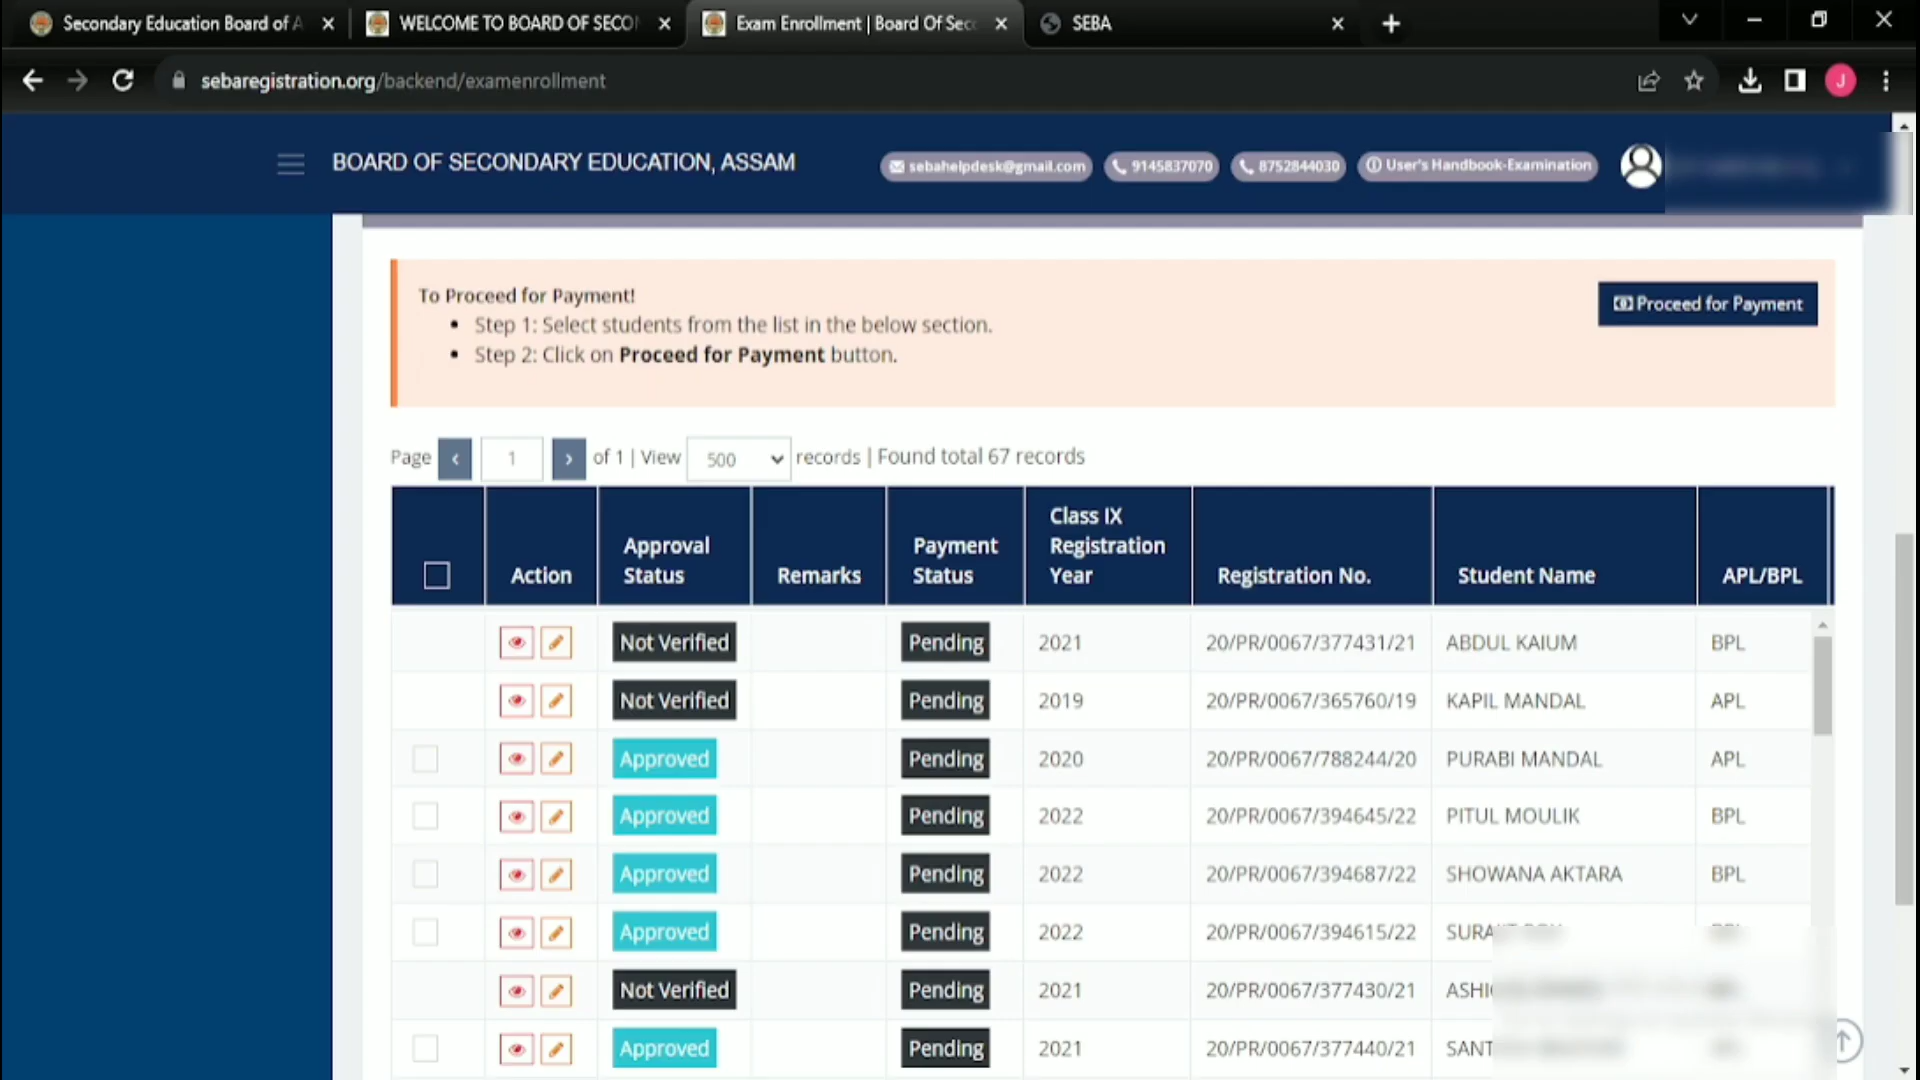 Secondary Education Board of A
WELCOME TO BOARD OF SECO
Exam Enrollment | Board Of Sec
SEBA
sebaregistration.org/backend/examenrollment
J
BOARD OF SECONDARY EDUCATION, ASSAM
sebahelpdesk@gmail.com
9145837070
8752844030
User's Handbook-Examination
To Proceed for Payment!
Step 1: Select students from the list in the below section.
Step 2: Click on Proceed for Payment button.
Proceed for Payment
Page 1 of 1 | View 500 records | Found total 67 records
Action Approval Status Remarks Payment Status Class IX Registration Year Registration No. Student Name APL/BPL
Not Verified Pending 2021 20/PR/0067/377431/21 ABDUL KAIUM BPL
Not Verified Pending 2019 20/PR/0067/365760/19 KAPIL MANDAL APL
Approved Pending 2020 20/PR/0067/788244/20 PURABI MANDAL APL
Approved Pending 2022 20/PR/0067/394645/22 PITUL MOULIK BPL
Approved Pending 2022 20/PR/0067/394687/22 SHOWANA AKTARA BPL
Approved Pending 2022 20/PR/0067/394615/22
Not Verified Pending 2021 20/PR/0067/377430/21
Approved Pending 2021 20/PR/0067/377440/21